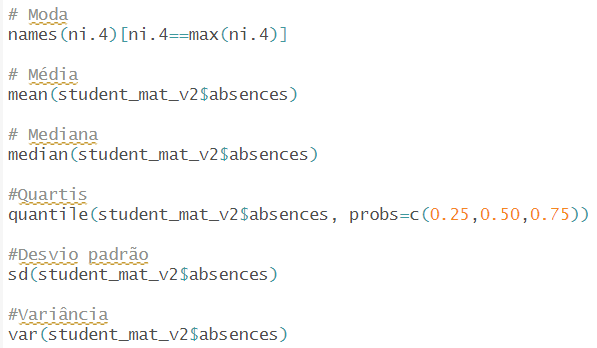 # Moda
names(ni.4)[ni.4==max(ni.4)]
# Média
mean(student_mat_v2$absences)
# Mediana
median(student_mat_v2$absences)
#Quartis
quantile(student_mat_v2$absences, probs=c(0.25,0.50,0.75))
#Desvio padrão
sd(student_mat_v2$absences)
#Variância
var(student_mat_v2$absences)